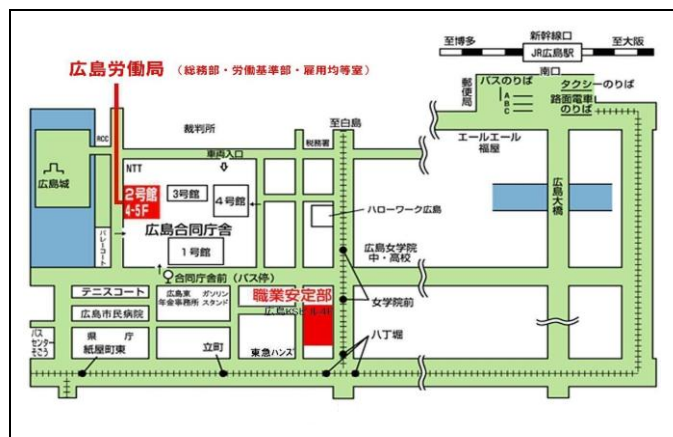 新幹線口
至博多
JR広島駅
至大阪
南口
広島労働局
(総務部・労働基準部・雇用均等室)
郵便局
バスのりば
タクシーのりば
A
B
C
路面電車
のりば
至白島
裁判所
RCC
税務署
エールエール
福屋
車両入口
NTT
広島城
2号館
4-5F
3号館
4号館
ハローワーク広島
広島大橋
バレーコート
広島合同庁舎
1号館
広島女学院
中・高校
合同庁舎前(バス停)
テニスコート
広島東
年金事務所
ガソリン
スタンド
職業安定部
女学院前
広島市民病院
バス
センター
そごう
県庁
紙屋町東
立町
東急ハンズ
八丁堀